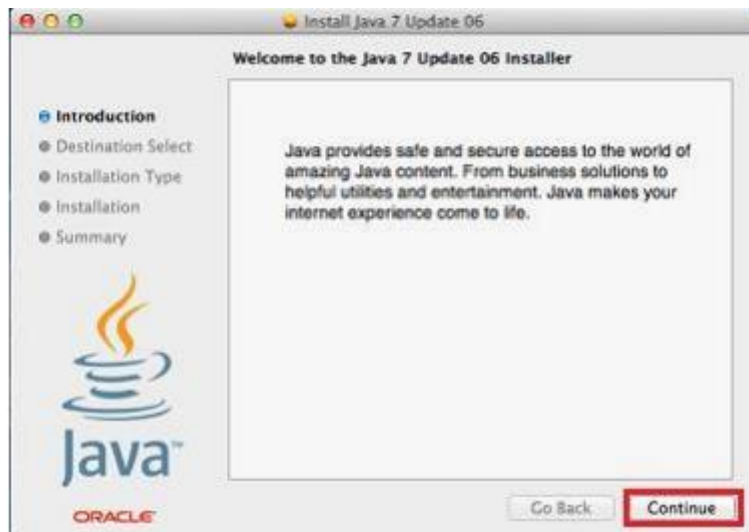 Install Java 7 Update 06
Welcome to the Java 7 Update 06 Installer
Introduction
Destination Select
Installation Type
Installation
Summary
Java provides safe and secure access to the world of
amazing Java content. From business solutions to
helpful utilities and entertainment. Java makes your
internet experience come to life.
Java™
ORACLE
Go Back
Continue